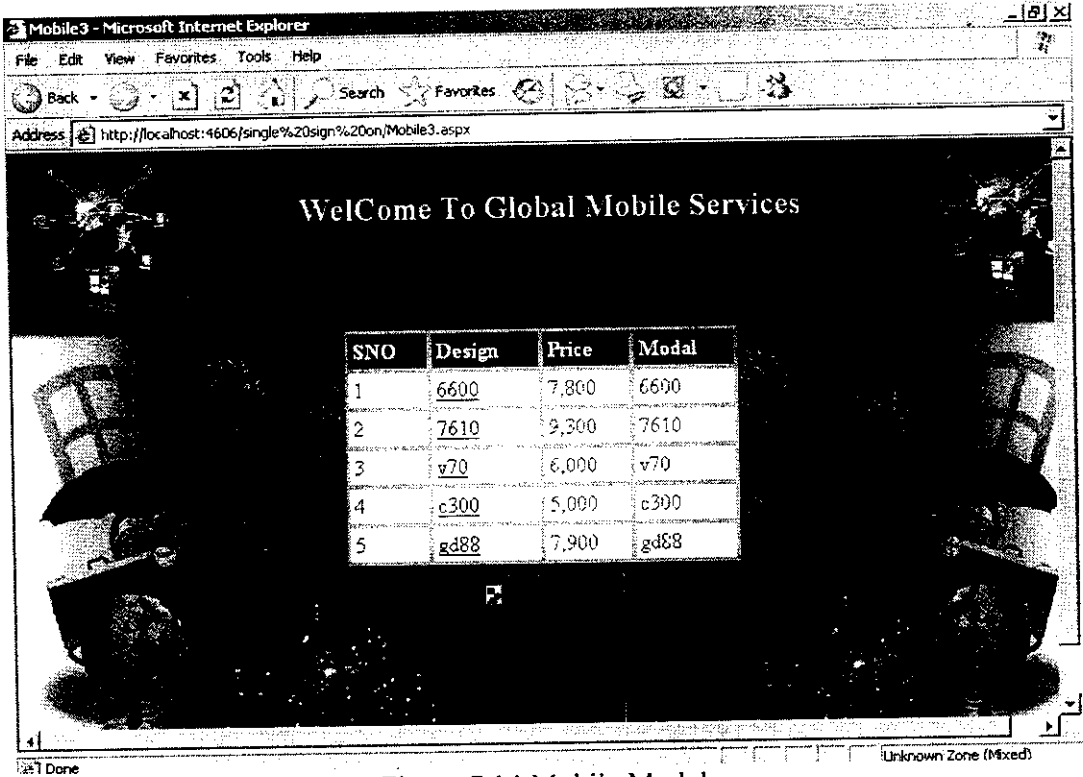 Mobile3 - Microsoft Internet Explorer
File Edit View Favorites Tools Help
Back Search Favorites
Address http://localhost:4606/single%20sign%20on/Mobile3.aspx
WelCome To Global Mobile Services
SNO Design Price Modal
1 6600 7,800 6600
2 7610 9,300 7610
3 v70 6,000 v70
4 c300 5,000 c300
5 gd88 7,900 gd88
Done Unknown Zone (Mixed)